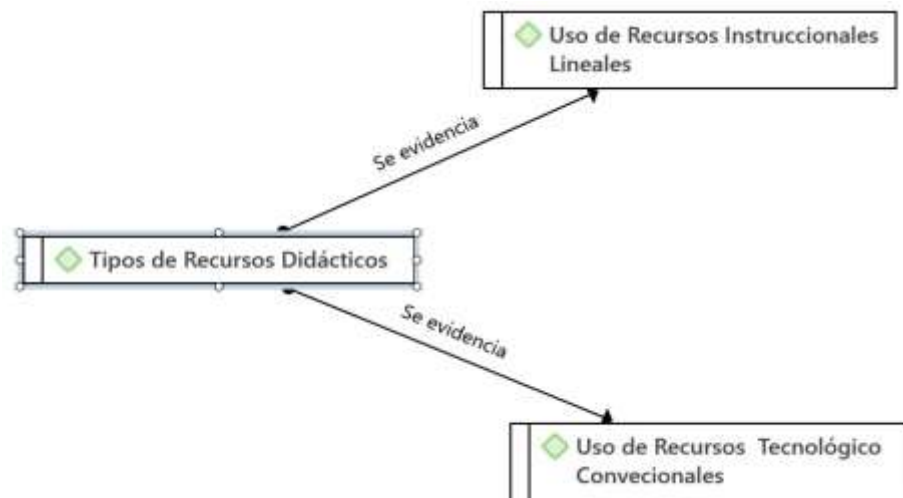 Uso de Recursos Instruccionales
Lineales
Se evidencia
Tipos de Recursos Didácticos
Se evidencia
Uso de Recursos Tecnológico
Convecionales